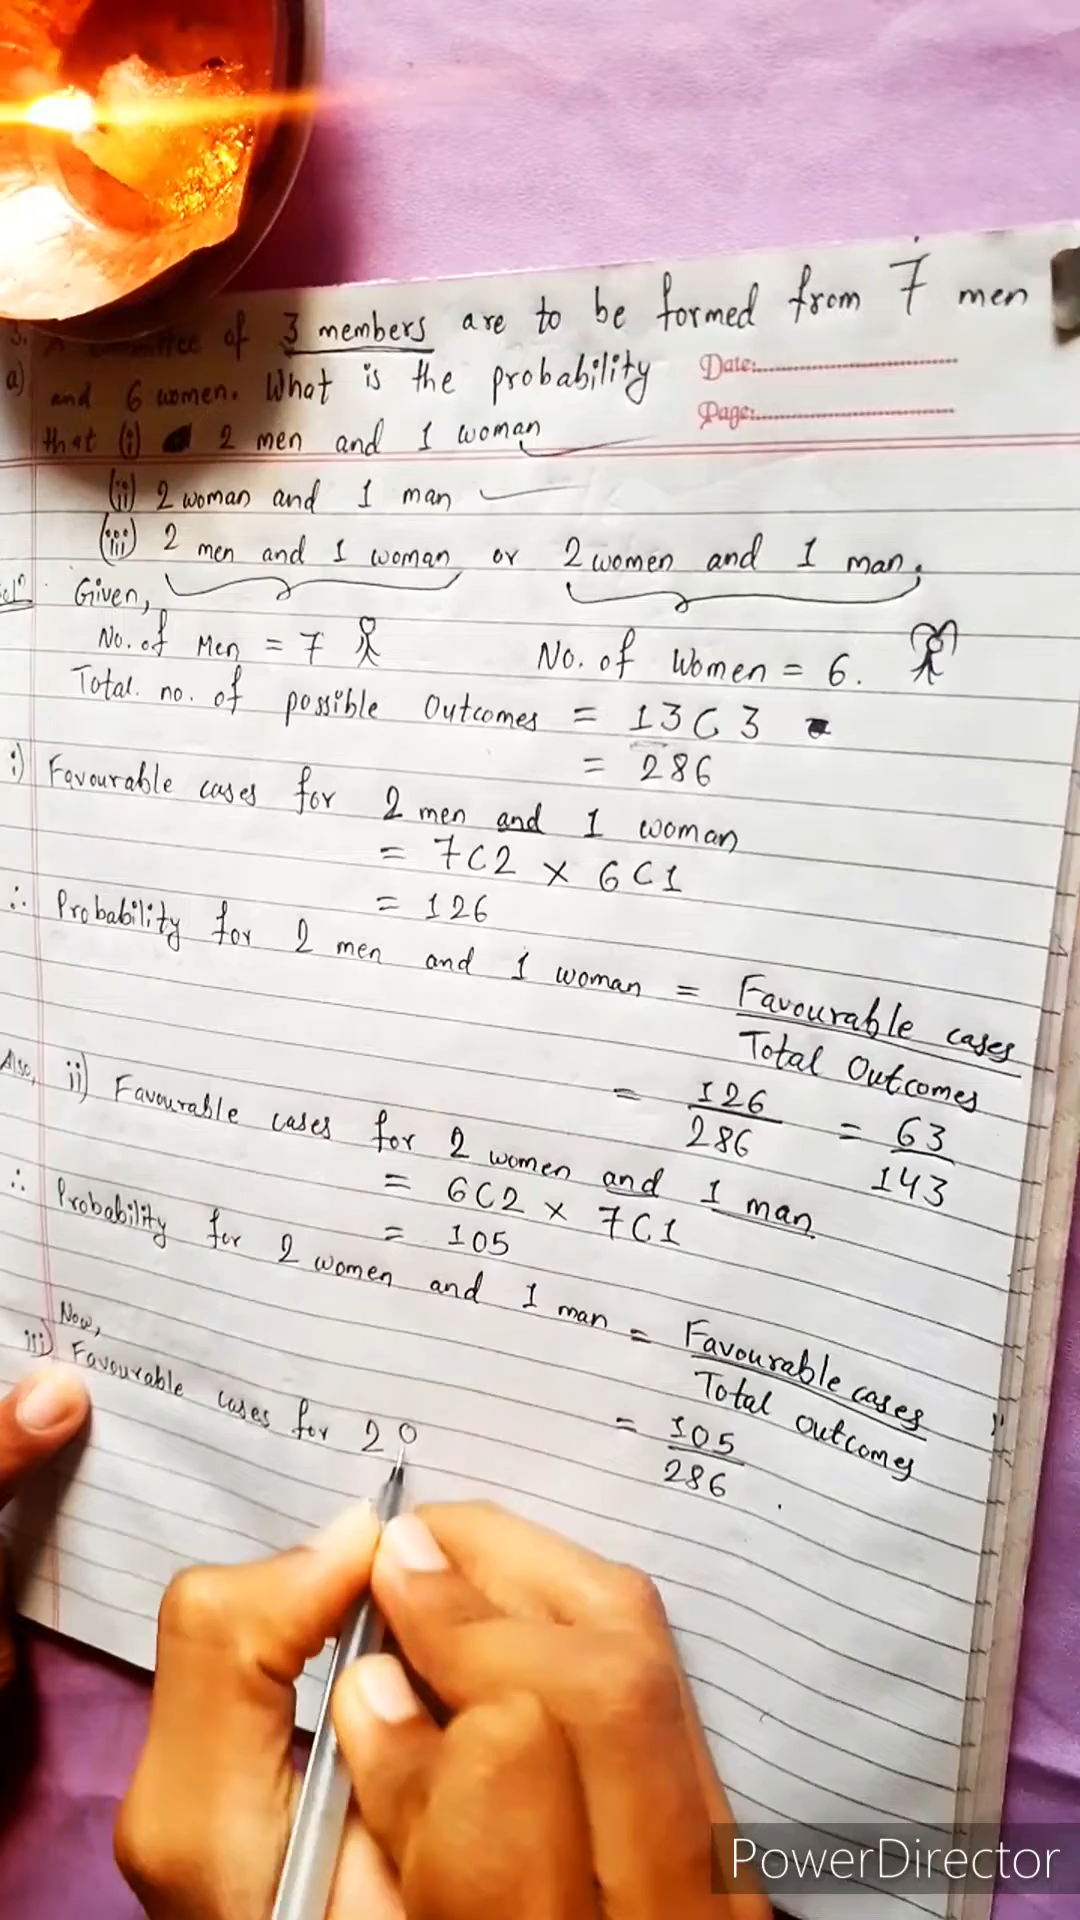 3. A committee of 3 members are to be formed from 7 men
a) and 6 women. What is the probability
Date:
Page:
that (i) 2 men and 1 woman
(ii) 2 woman and 1 man
(iii) 2 men and 1 woman or 2 women and 1 man.
Given,
No. of Men = 7 No. of Women = 6.
Total. no. of possible Outcomes = 13C3
= 286
i) Favourable cases for 2 men and 1 woman
= 7C2 × 6C1
= 126
∴ Probability for 2 men and 1 woman = Favourable cases
Total Outcomes
= 126 = 63
286 143
Also, ii) Favourable cases for 2 women and 1 man
= 6C2 × 7C1
= 105
∴ Probability for 2 women and 1 man = Favourable cases
Total outcomes
= 105
286 .
Now,
iii) Favourable cases for 2
PowerDirector